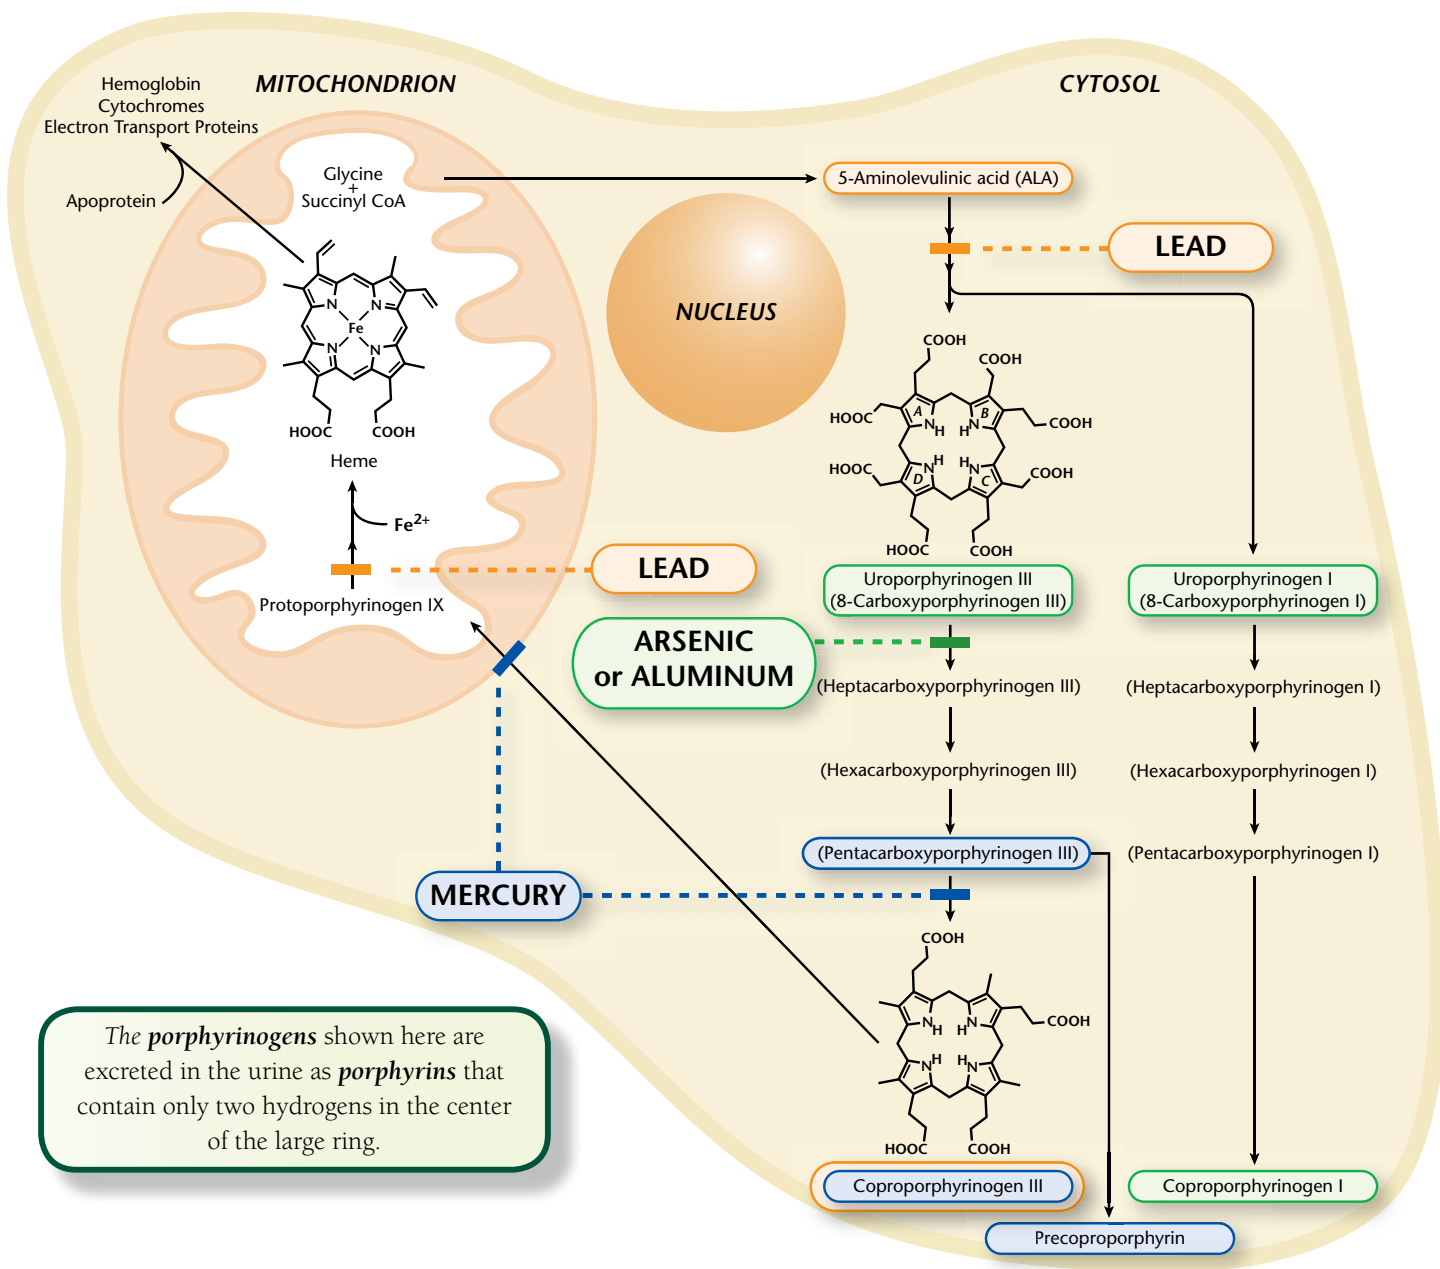 MITOCHONDRION
CYTOSOL
Hemoglobin
Cytochromes
Electron Transport Proteins
Apoprotein
Glycine
+
Succinyl CoA
5-Aminolevulinic acid (ALA)
LEAD
NUCLEUS
N
N
Fe
N
N
HOOC
COOH
Heme
Fe2+
LEAD
Protoporphyrinogen IX
COOH
COOH
HOOC
A
B
COOH
N
H
H
N
HOOC
H
N
H
N
COOH
D
C
HOOC
COOH
Uroporphyrinogen III
(8-Carboxyporphyrinogen III)
Uroporphyrinogen I
(8-Carboxyporphyrinogen I)
ARSENIC
or ALUMINUM
(Heptacarboxyporphyrinogen III)
(Heptacarboxyporphyrinogen I)
(Hexacarboxyporphyrinogen III)
(Hexacarboxyporphyrinogen I)
(Pentacarboxyporphyrinogen III)
(Pentacarboxyporphyrinogen I)
MERCURY
COOH
COOH
N
H
H
N
N
H
H
N
HOOC
COOH
Coproporphyrinogen III
Coproporphyrinogen I
Precoproporphyrin
The porphyrinogens shown here are
excreted in the urine as porphyrins that
contain only two hydrogens in the center
of the large ring.